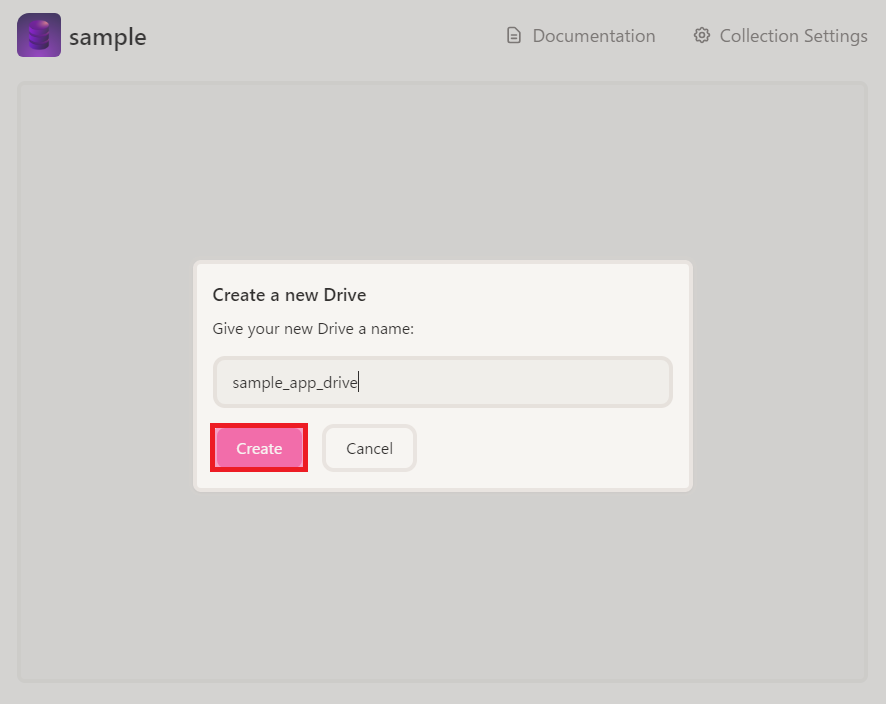 sample
Documentation
Collection Settings
Create a new Drive
Give your new Drive a name:
sample_app_drive
Create
Cancel